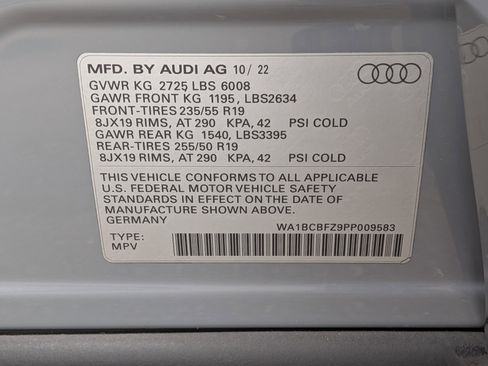 MFD. BY AUDI AG 10/ 22
GVWR KG 2725 LBS 6008
GAWR FRONT KG 1195, LBS2634
FRONT-TIRES 235/55 R19
8JX19 RIMS, AT 290 KPA, 42 PSI COLD
GAWR REAR KG 1540, LBS3395
REAR-TIRES 255/50 R19
8JX19 RIMS, AT 290 KPA, 42 PSI COLD
THIS VEHICLE CONFORMS TO ALL APPLICABLE
U.S. FEDERAL MOTOR VEHICLE SAFETY
STANDARDS IN EFFECT ON THE DATE OF
MANUFACTURE SHOWN ABOVE.
GERMANY
WA1BCBFZ9PP009583
TYPE:
MPV